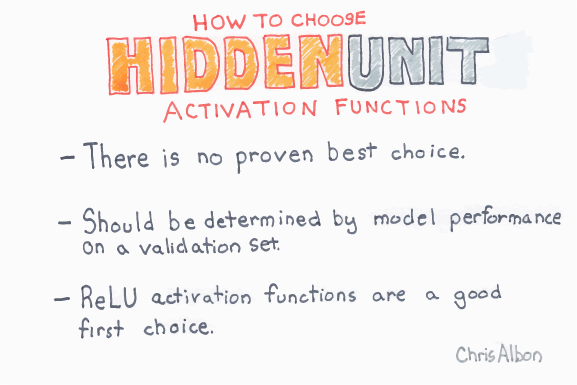 HOW TO CHOOSE
HIDDEN UNIT
ACTIVATION FUNCTIONS
- There is no proven best choice.
- Should be determined by model performance
on a validation set.
- ReLU activation functions are a good
first choice.
Chris Albon